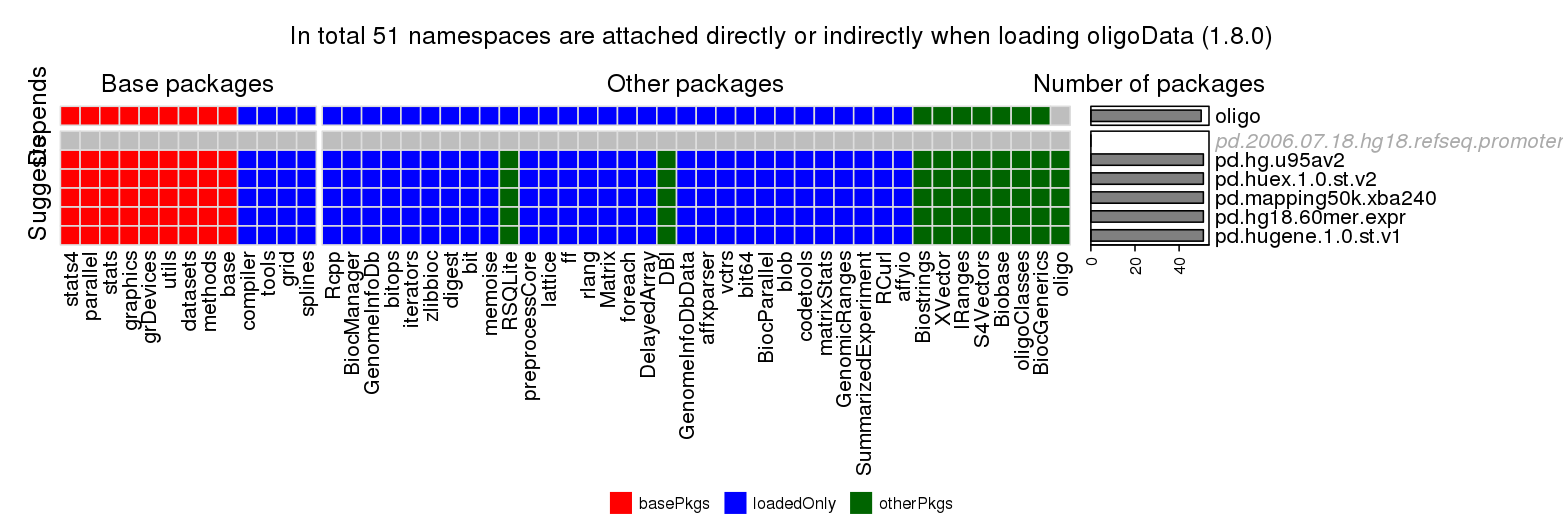 In total 51 namespaces are attached directly or indirectly when loading oligoData (1.8.0)
Base packages
Other packages
Number of packages
Depends
oligo
Suggests
pd.2006.07.18.hg18.refseq.promoter
pd.hg.u95av2
pd.huex.1.0.st.v2
pd.mapping50k.xba240
pd.hg18.60mer.expr
pd.hugene.1.0.st.v1
0
20
40
stats4
parallel
stats
graphics
grDevices
utils
datasets
methods
base
compiler
tools
grid
splines
Rcpp
BiocManager
GenomeInfoDb
bitops
iterators
zlibbioc
digest
bit
memoise
RSQLite
preprocessCore
lattice
ff
rlang
Matrix
foreach
DelayedArray
DBI
GenomeInfoDbData
affxparser
vctrs
bit64
BiocParallel
blob
codetools
matrixStats
GenomicRanges
SummarizedExperiment
RCurl
affyio
Biostrings
XVector
IRanges
S4Vectors
Biobase
oligoClasses
BiocGenerics
oligo
basePkgs
loadedOnly
otherPkgs